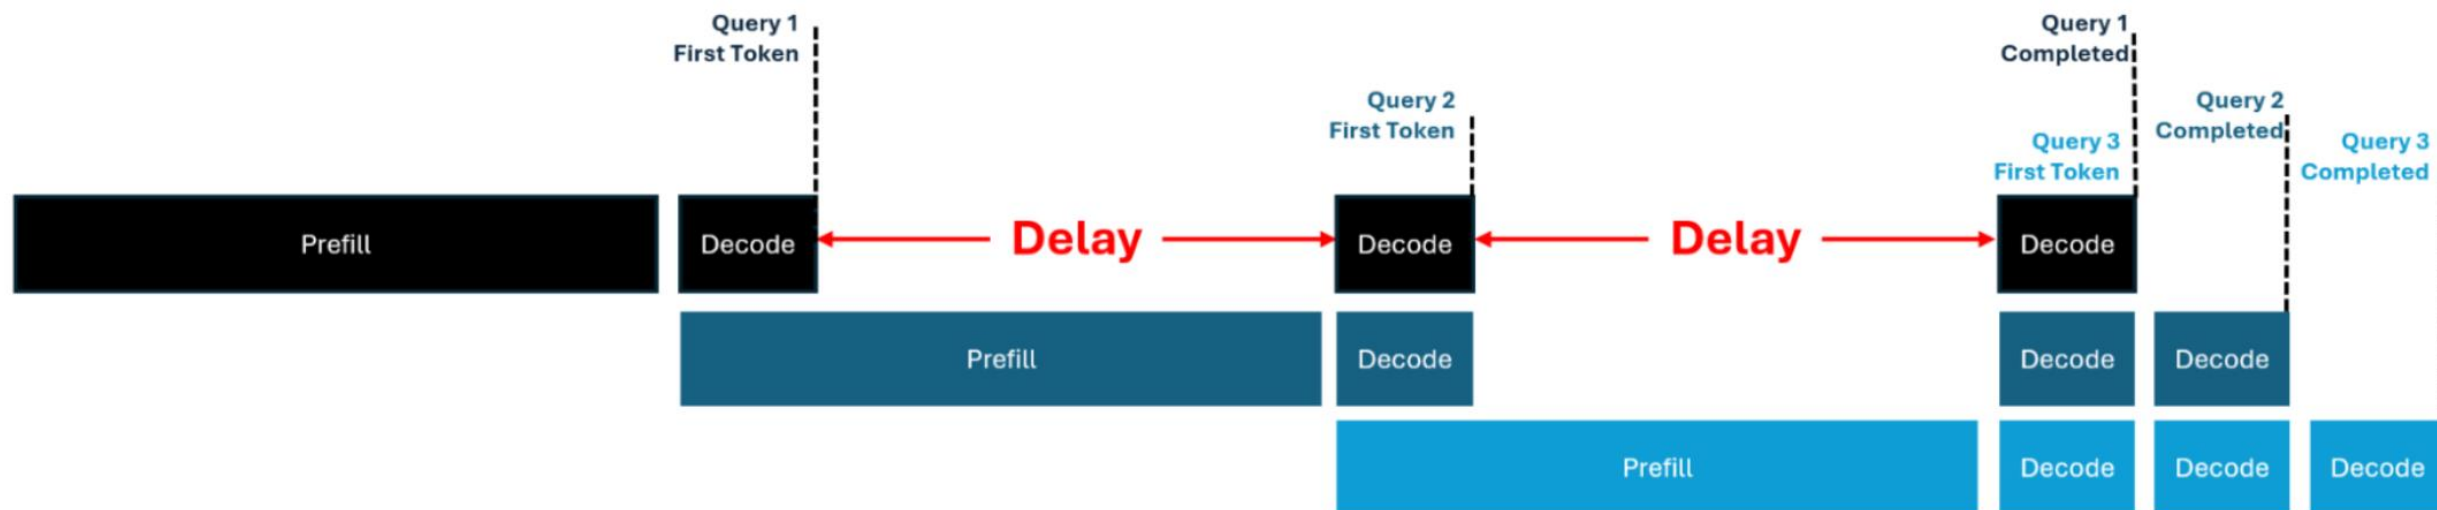 Query 1
First Token
Query 1
Completed
Query 2
First Token
Query 2
Completed
Query 3
First Token
Query 3
Completed
Prefill
Decode
Delay
Decode
Delay
Decode
Prefill
Decode
Decode
Decode
Prefill
Decode
Decode
Decode